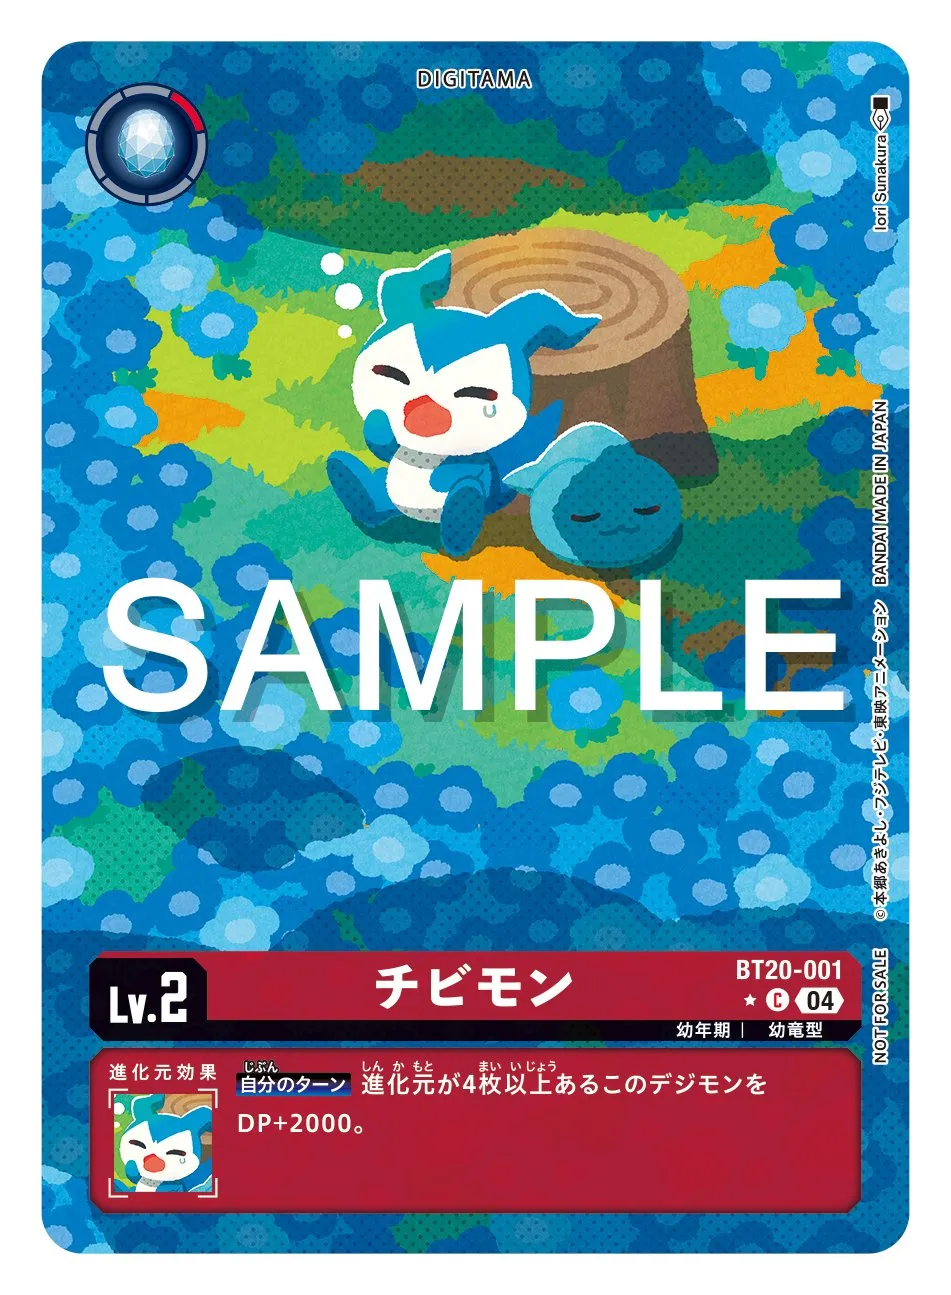 DIGITAMA
Iori Sunakura
BANDAI MADE IN JAPAN
©本郷あきよし・フジテレビ・東映アニメーション
NOT FOR SALE
SAMPLE
Lv.2
チビモン
BT20-001
C 04
幼年期 | 幼竜型
進化元効果
じぶん しん か もと まい い じょう
自分のターン 進化元が4枚以上あるこのデジモンを
DP+2000。